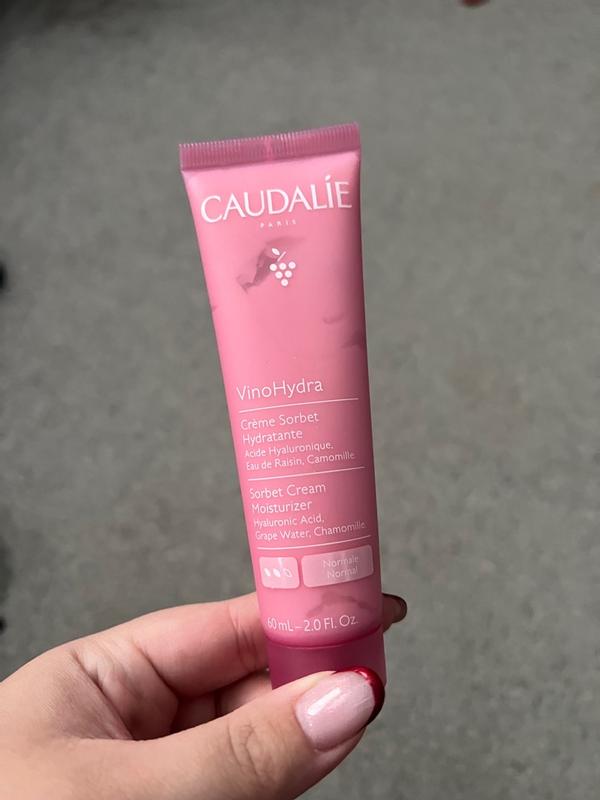 CAUDALÍE
PARIS
VinoHydra
Crème Sorbet
Hydratante
Acide Hyaluronique,
Eau de Raisin, Camomille
Sorbet Cream
Moisturizer
Hyaluronic Acid,
Grape Water, Chamomille
Normale
Normal
60 mL – 2.0 Fl. Oz.